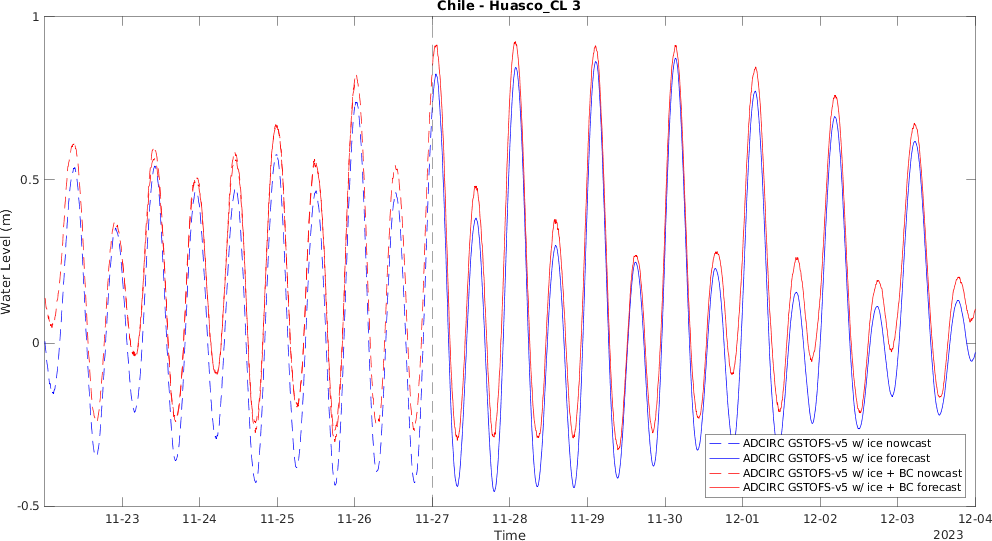 Chile - Huasco_CL 3
Water Level (m)
1
0.5
0
-0.5
ADCIRC GSTOFS-v5 w/ ice nowcast
ADCIRC GSTOFS-v5 w/ ice forecast
ADCIRC GSTOFS-v5 w/ ice + BC nowcast
ADCIRC GSTOFS-v5 w/ ice + BC forecast
11-23 11-24 11-25 11-26 11-27 11-28 11-29 11-30 12-01 12-02 12-03 12-04
Time
2023